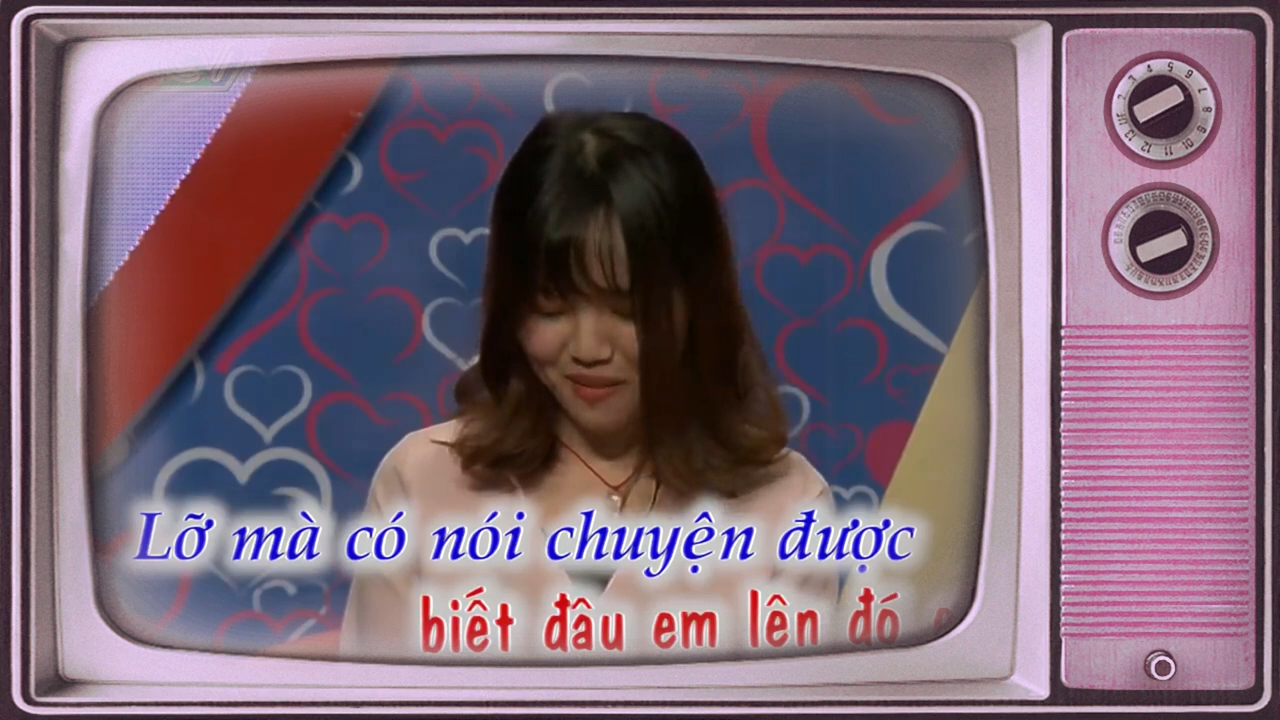 Lỡ mà có nói chuyện được
biết đâu em lên đó